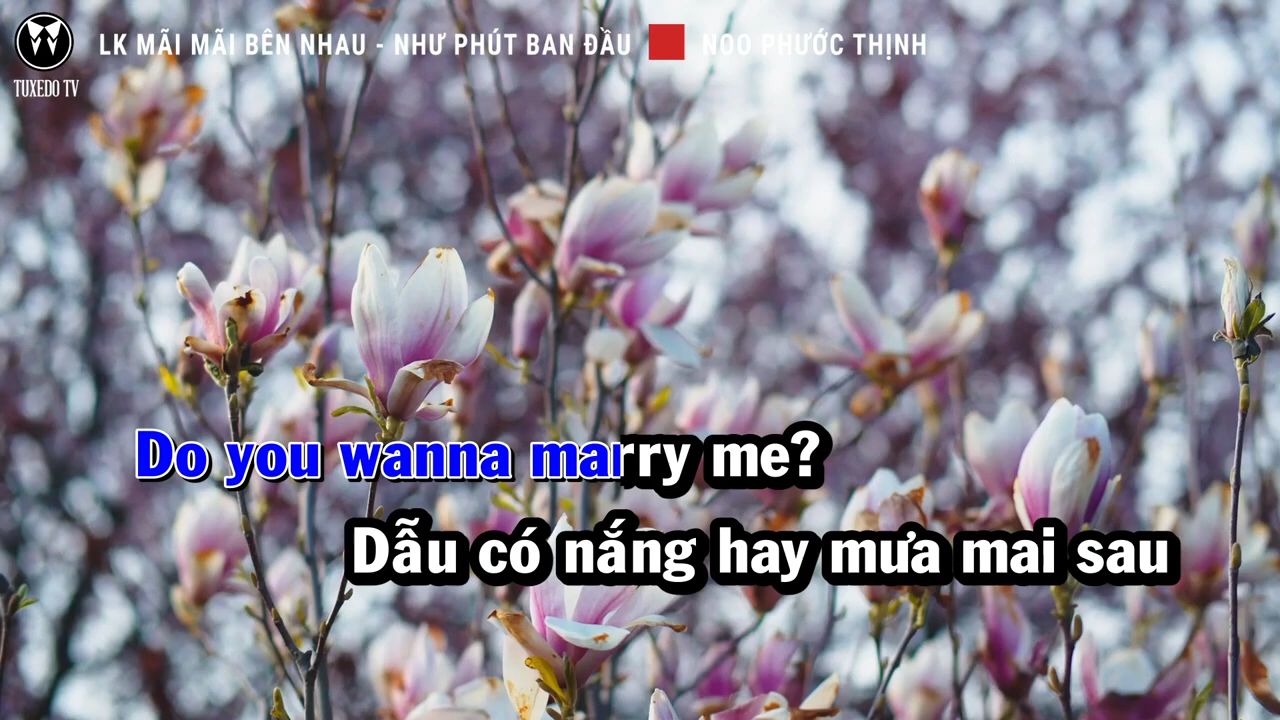 LK MÃI MÃI BÊN NHAU - NHƯ PHÚT BAN ĐẦU NOO PHƯỚC THỊNH
TUXEDO TV
Do you wanna marry me?
Dẫu có nắng hay mưa mai sau